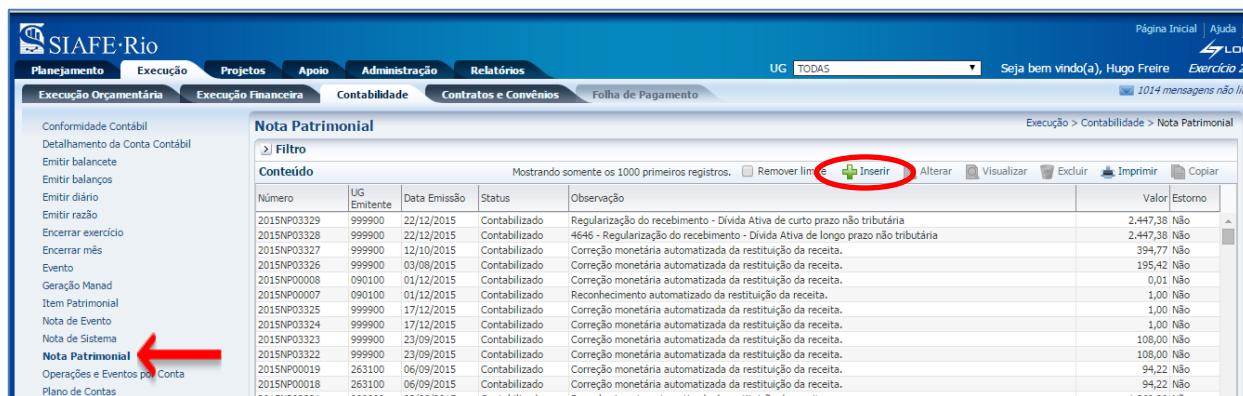 Página Inicial | Ajuda
SIAFE·Rio
Planejamento Execução Projetos Apoio Administração Relatórios UG TODAS Seja bem vindo(a), Hugo Freire Exercício
Execução Orçamentária Execução Financeira Contabilidade Contratos e Convênios Folha de Pagamento 1014 mensagens não
Conformidade Contábil
Detalhamento da Conta Contábil
Emitir balancete
Emitir balanços
Emitir diário
Emitir razão
Encerrar exercício
Encerrar mês
Evento
Geração Manad
Item Patrimonial
Nota de Evento
Nota de Sistema
Nota Patrimonial
Operações e Eventos por Conta
Plano de Contas
Nota Patrimonial Execução > Contabilidade > Nota Patrimonial
Filtro
Conteúdo Mostrando somente os 1000 primeiros registros. Remover limite Inserir Alterar Visualizar Excluir Imprimir Copiar
Número UG Emitente Data Emissão Status Observação Valor Estorno
2015NP03329 999900 22/12/2015 Contabilizado Regularização do recebimento - Dívida Ativa de curto prazo não tributária 2.447,38 Não
2015NP03328 999900 22/12/2015 Contabilizado 4646 - Regularização do recebimento - Dívida Ativa de longo prazo não tributária 2.447,38 Não
2015NP03327 999900 12/10/2015 Contabilizado Correção monetária automatizada da restituição da receita. 394,77 Não
2015NP03326 999900 03/08/2015 Contabilizado Correção monetária automatizada da restituição da receita. 195,42 Não
2015NP00008 090100 01/12/2015 Contabilizado Correção monetária automatizada da restituição da receita. 0,01 Não
2015NP00007 090100 01/12/2015 Contabilizado Reconhecimento automatizado da restituição da receita. 1,00 Não
2015NP03325 999900 17/12/2015 Contabilizado Correção monetária automatizada da restituição da receita. 1,00 Não
2015NP03324 999900 17/12/2015 Contabilizado Correção monetária automatizada da restituição da receita. 1,00 Não
2015NP03323 999900 23/09/2015 Contabilizado Correção monetária automatizada da restituição da receita. 108,00 Não
2015NP03322 999900 23/09/2015 Contabilizado Correção monetária automatizada da restituição da receita. 108,00 Não
2015NP00019 263100 06/09/2015 Contabilizado Correção monetária automatizada da restituição da receita. 94,22 Não
2015NP00018 263100 06/09/2015 Contabilizado Correção monetária automatizada da restituição da receita. 94,22 Não